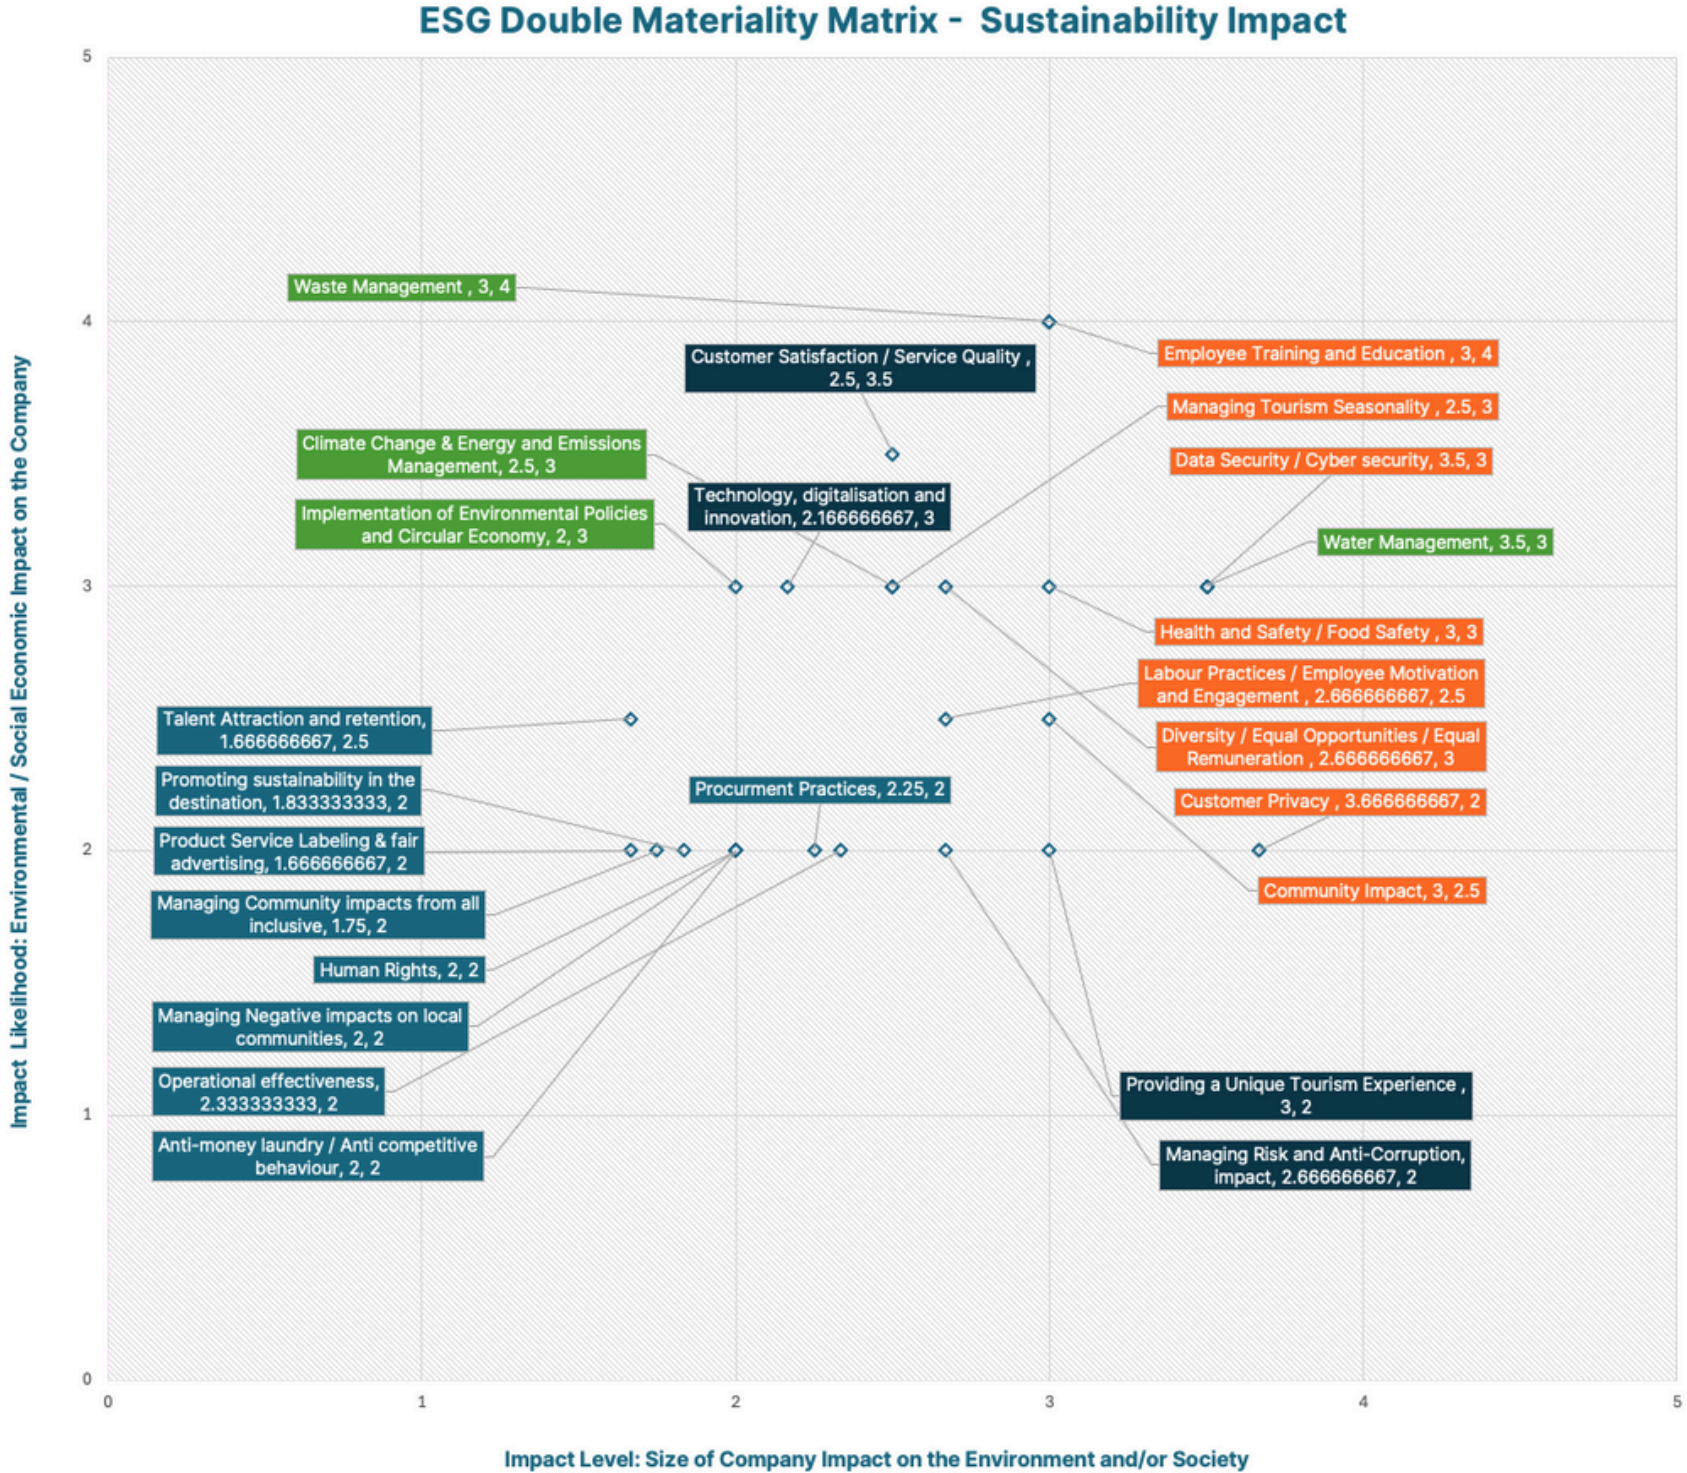 ESG Double Materiality Matrix - Sustainability Impact
5
Waste Management , 3, 4
4
Employee Training and Education , 3, 4
Customer Satisfaction / Service Quality ,
2.5, 3.5
Managing Tourism Seasonality , 2.5, 3
Climate Change & Energy and Emissions
Management, 2.5, 3
Data Security / Cyber security, 3.5, 3
Technology, digitalisation and
innovation, 2.166666667, 3
Implementation of Environmental Policies
and Circular Economy, 2, 3
Water Management, 3.5, 3
3
Health and Safety / Food Safety , 3, 3
Labour Practices / Employee Motivation
and Engagement , 2.666666667, 2.5
Talent Attraction and retention,
1.666666667, 2.5
Diversity / Equal Opportunities / Equal
Remuneration , 2.666666667, 3
Promoting sustainability in the
destination, 1.833333333, 2
Procurment Practices, 2.25, 2
Customer Privacy , 3.666666667, 2
Product Service Labeling & fair
advertising, 1.666666667, 2
2
Community Impact, 3, 2.5
Managing Community impacts from all
inclusive, 1.75, 2
Human Rights, 2, 2
Managing Negative impacts on local
communities, 2, 2
Operational effectiveness,
2.333333333, 2
Providing a Unique Tourism Experience ,
3, 2
1
Anti-money laundry / Anti competitive
behaviour, 2, 2
Managing Risk and Anti-Corruption,
impact, 2.666666667, 2
0
0 1 2 3 4 5
Impact Level: Size of Company Impact on the Environment and/or Society
Impact Likelihood: Environmental / Social Economic Impact on the Company